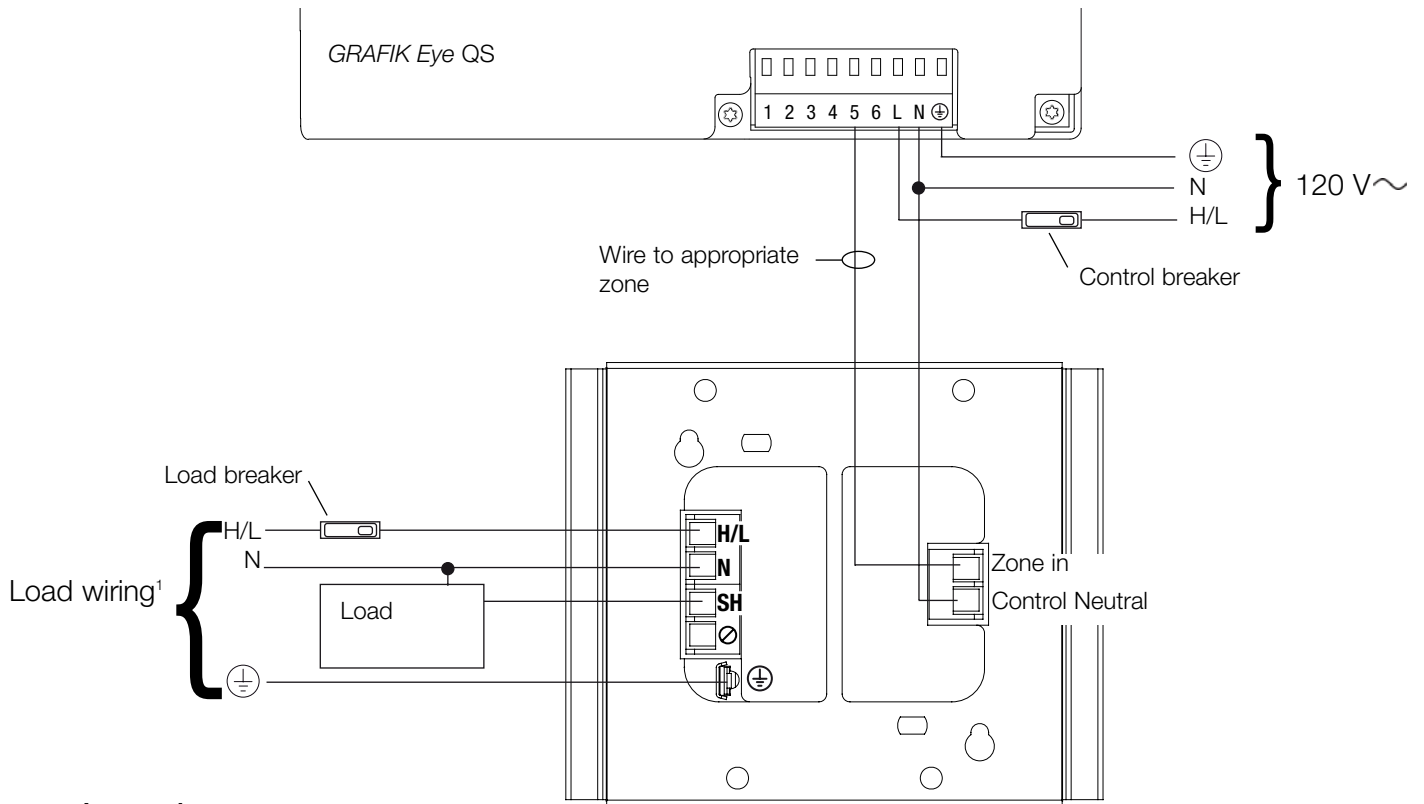 GRAFIK Eye QS
1 2 3 4 5 6 L N
N
120 V
H/L
Wire to appropriate
zone
Control breaker
Load breaker
H/L
H/L
N
N
Zone in
Load wiring¹
Load
SH
Control Neutral